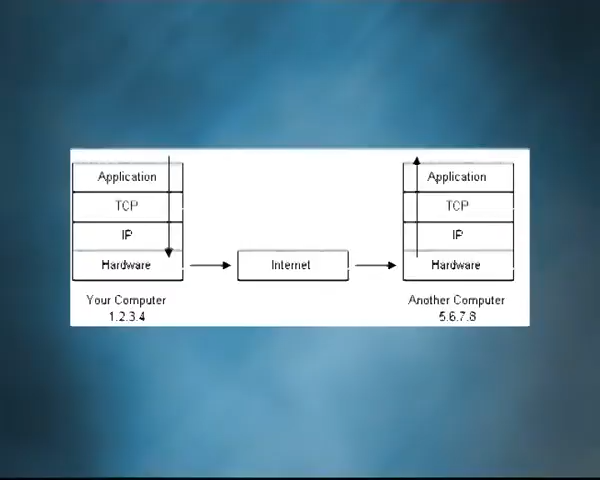 Application
TCP
IP
Hardware
Your Computer
1.2.3.4
Internet
Application
TCP
IP
Hardware
Another Computer
5.6.7.8